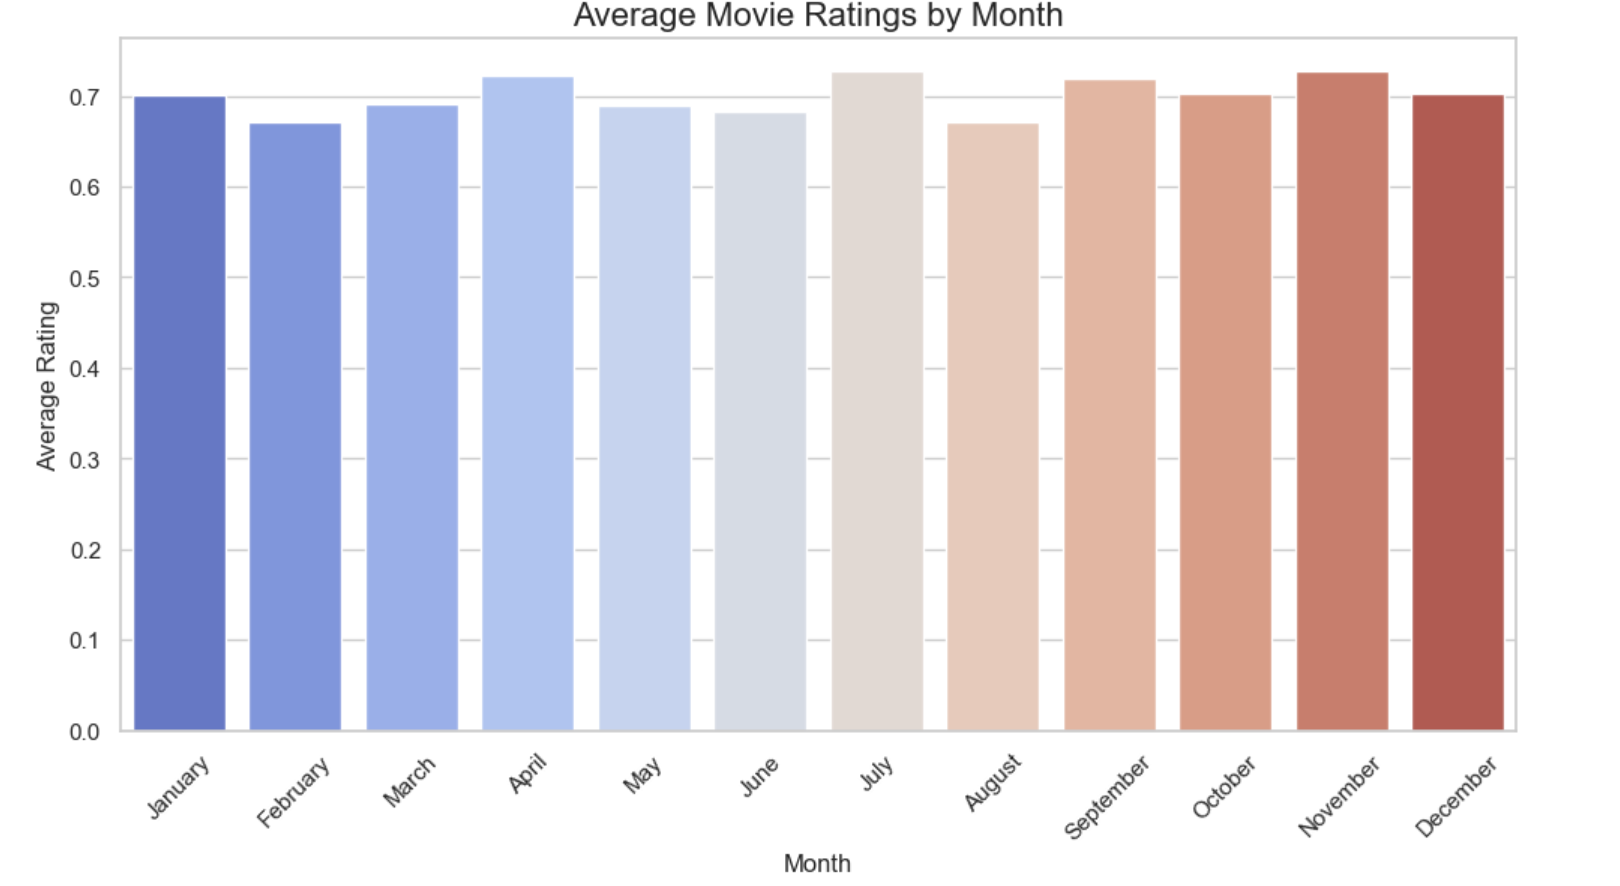 Average Movie Ratings by Month
Average Rating
0.7
0.6
0.5
0.4
0.3
0.2
0.1
0.0
January
February
March
April
May
June
July
August
September
October
November
December
Month